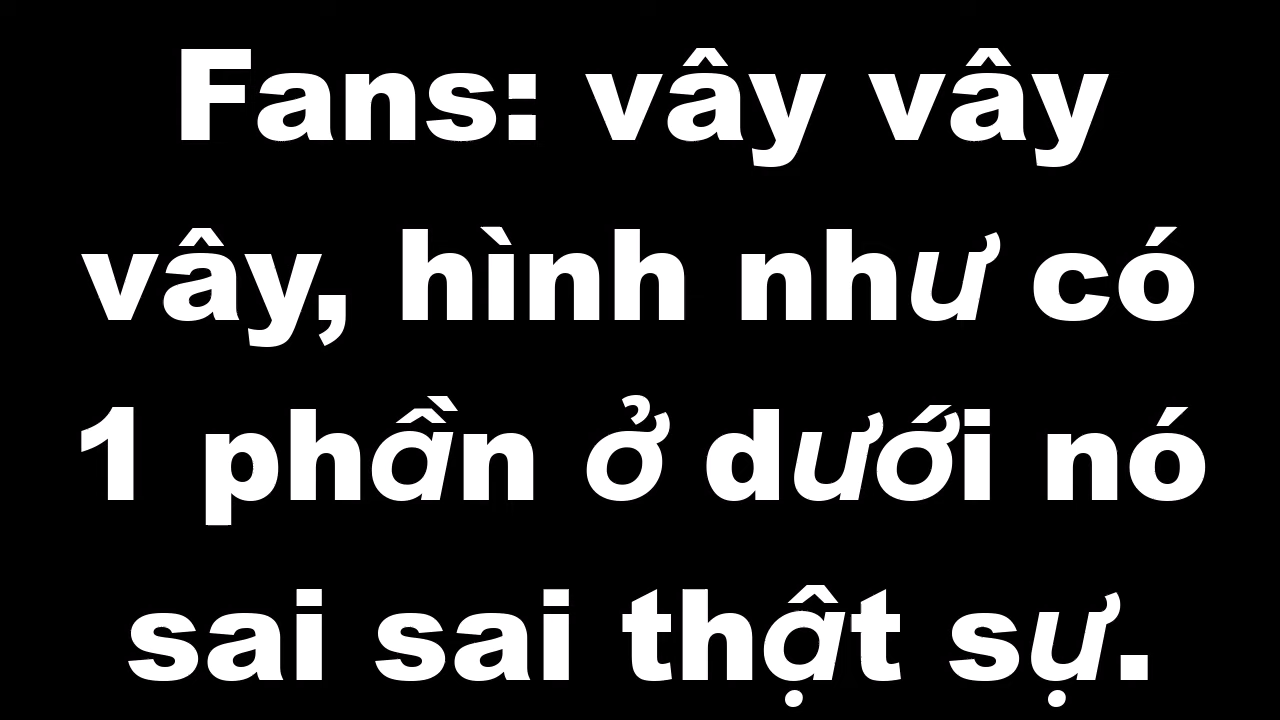 Fans: vây vây
vây, hình như có
1 phần ở dưới nó
sai sai thật sự.